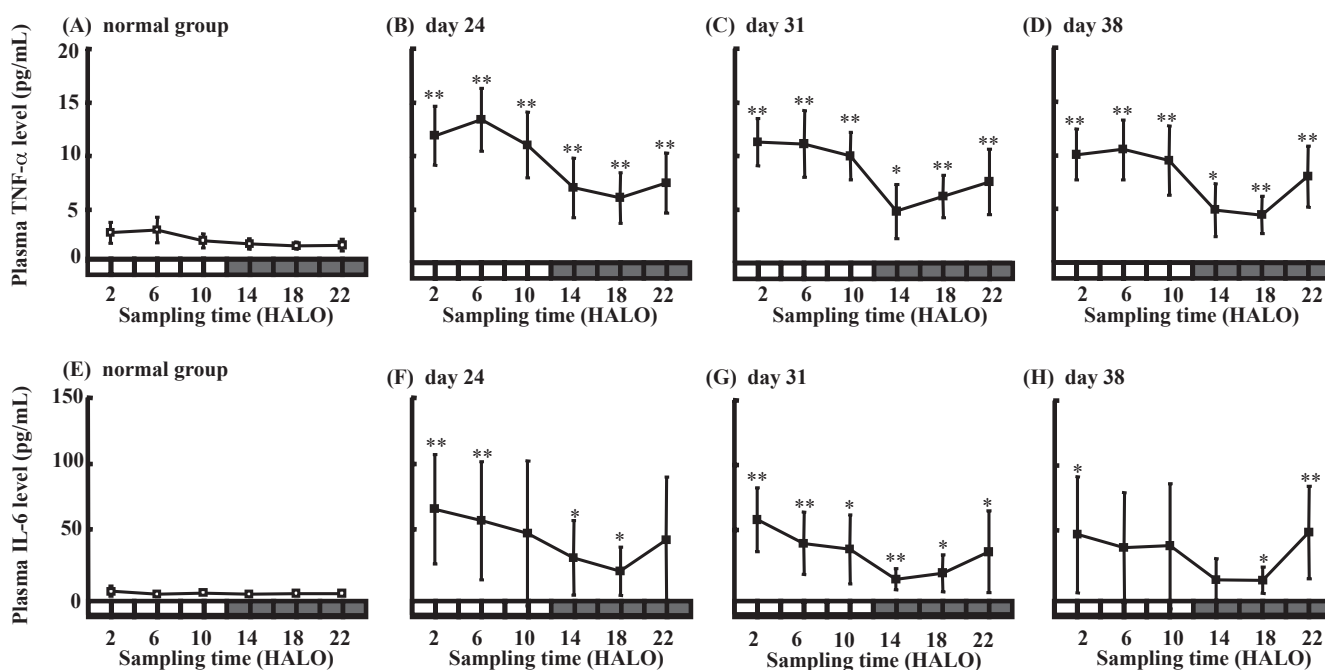 (A) normal group
(B) day 24
(C) day 31
(D) day 38
Plasma TNF-α level (pg/mL)
20
15
10
5
0
** ** ** ** ** **
** ** ** * ** **
** ** ** * ** **
2 6 10 14 18 22
2 6 10 14 18 22
2 6 10 14 18 22
2 6 10 14 18 22
Sampling time (HALO)
Sampling time (HALO)
Sampling time (HALO)
Sampling time (HALO)
(E) normal group
(F) day 24
(G) day 31
(H) day 38
Plasma IL-6 level (pg/mL)
150
100
50
0
** ** * *
** ** * ** * *
* * **
2 6 10 14 18 22
2 6 10 14 18 22
2 6 10 14 18 22
2 6 10 14 18 22
Sampling time (HALO)
Sampling time (HALO)
Sampling time (HALO)
Sampling time (HALO)